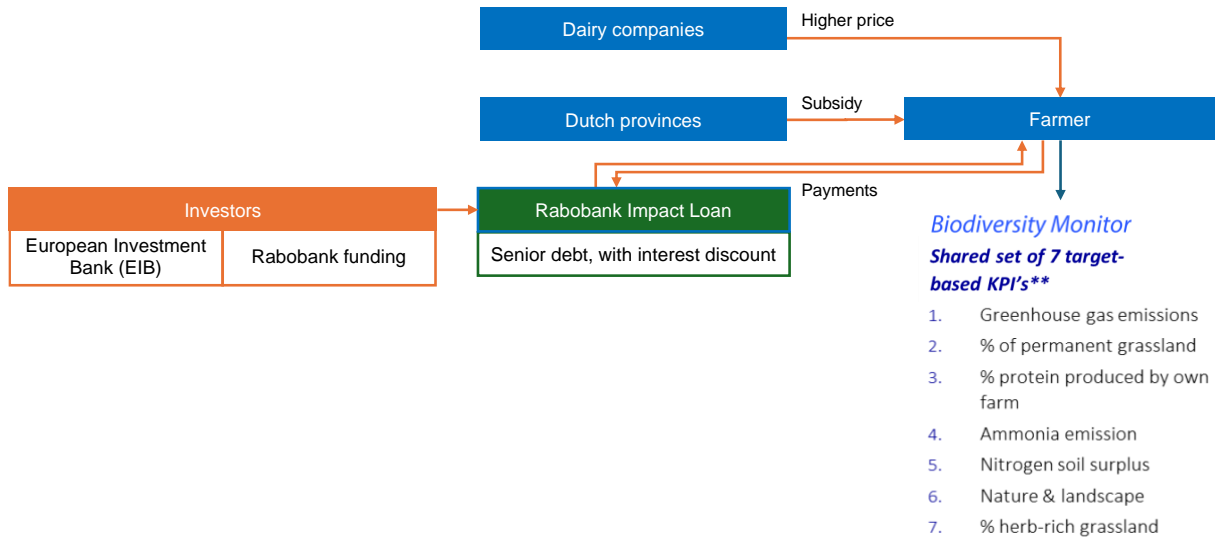 Dairy companies
Higher price
Dutch provinces
Subsidy
Farmer
Payments
Investors
European Investment
Bank (EIB)
Rabobank funding
Rabobank Impact Loan
Senior debt, with interest discount
Biodiversity Monitor
Shared set of 7 target-
based KPI's**
1. Greenhouse gas emissions
2. % of permanent grassland
3. % protein produced by own
farm
4. Ammonia emission
5. Nitrogen soil surplus
6. Nature & landscape
7. % herb-rich grassland